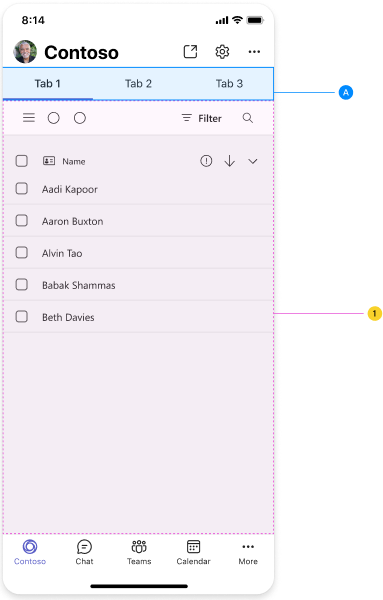 8:14
Contoso
Tab 1 Tab 2 Tab 3
A
Filter
Name
Aadi Kapoor
Aaron Buxton
Alvin Tao
Babak Shammas
1
Beth Davies
Contoso Chat Teams Calendar More